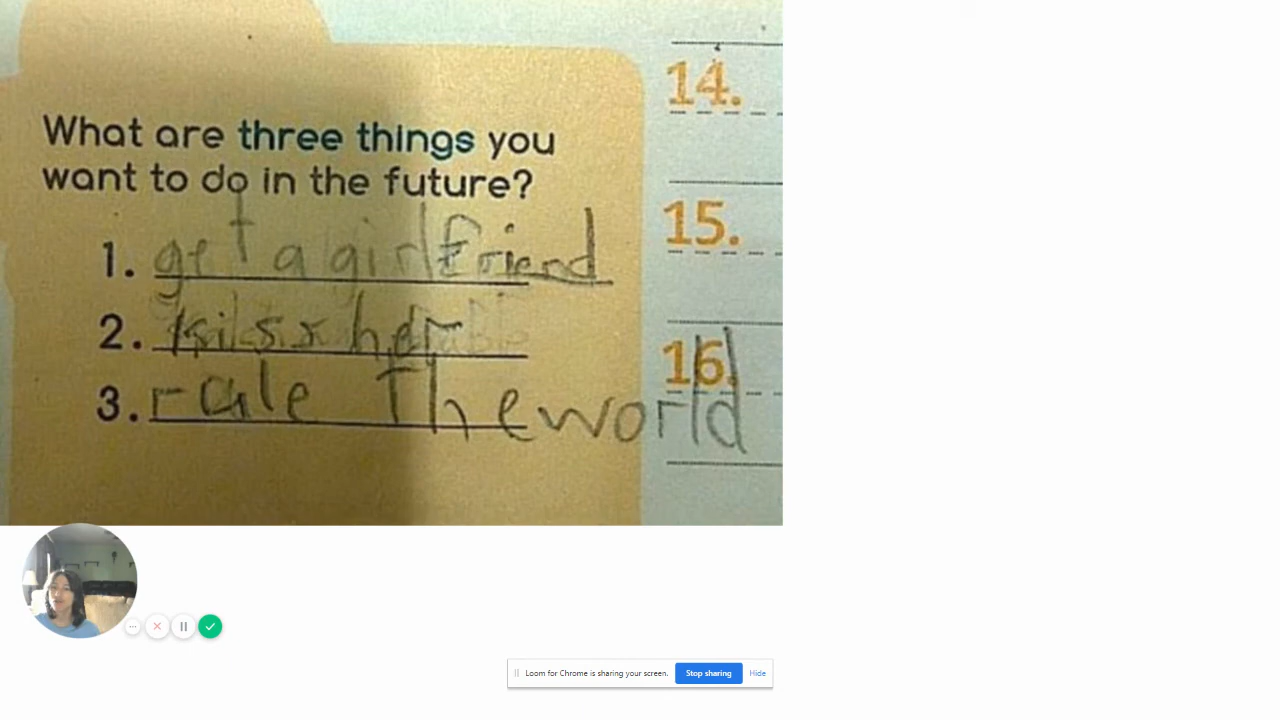 What are three things you
want to do in the future?
1. get a girlfriend
2.
3. rule the world
14.
15.
16.
Loom for Chrome is sharing your screen. Stop sharing Hide